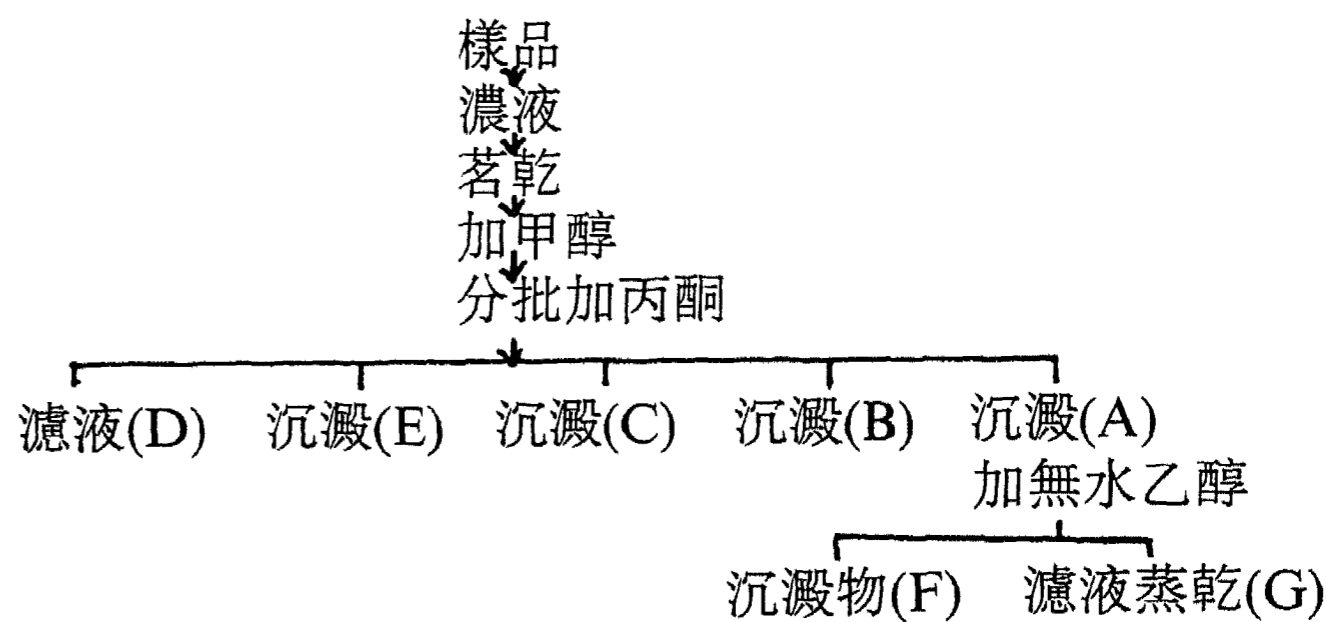 樣品
濃液
茗乾
加甲醇
分批加丙酮
濾液(D) 沉澱(E) 沉澱(C) 沉澱(B) 沉澱(A)
加無水乙醇
沉澱物(F) 濾液蒸乾(G)